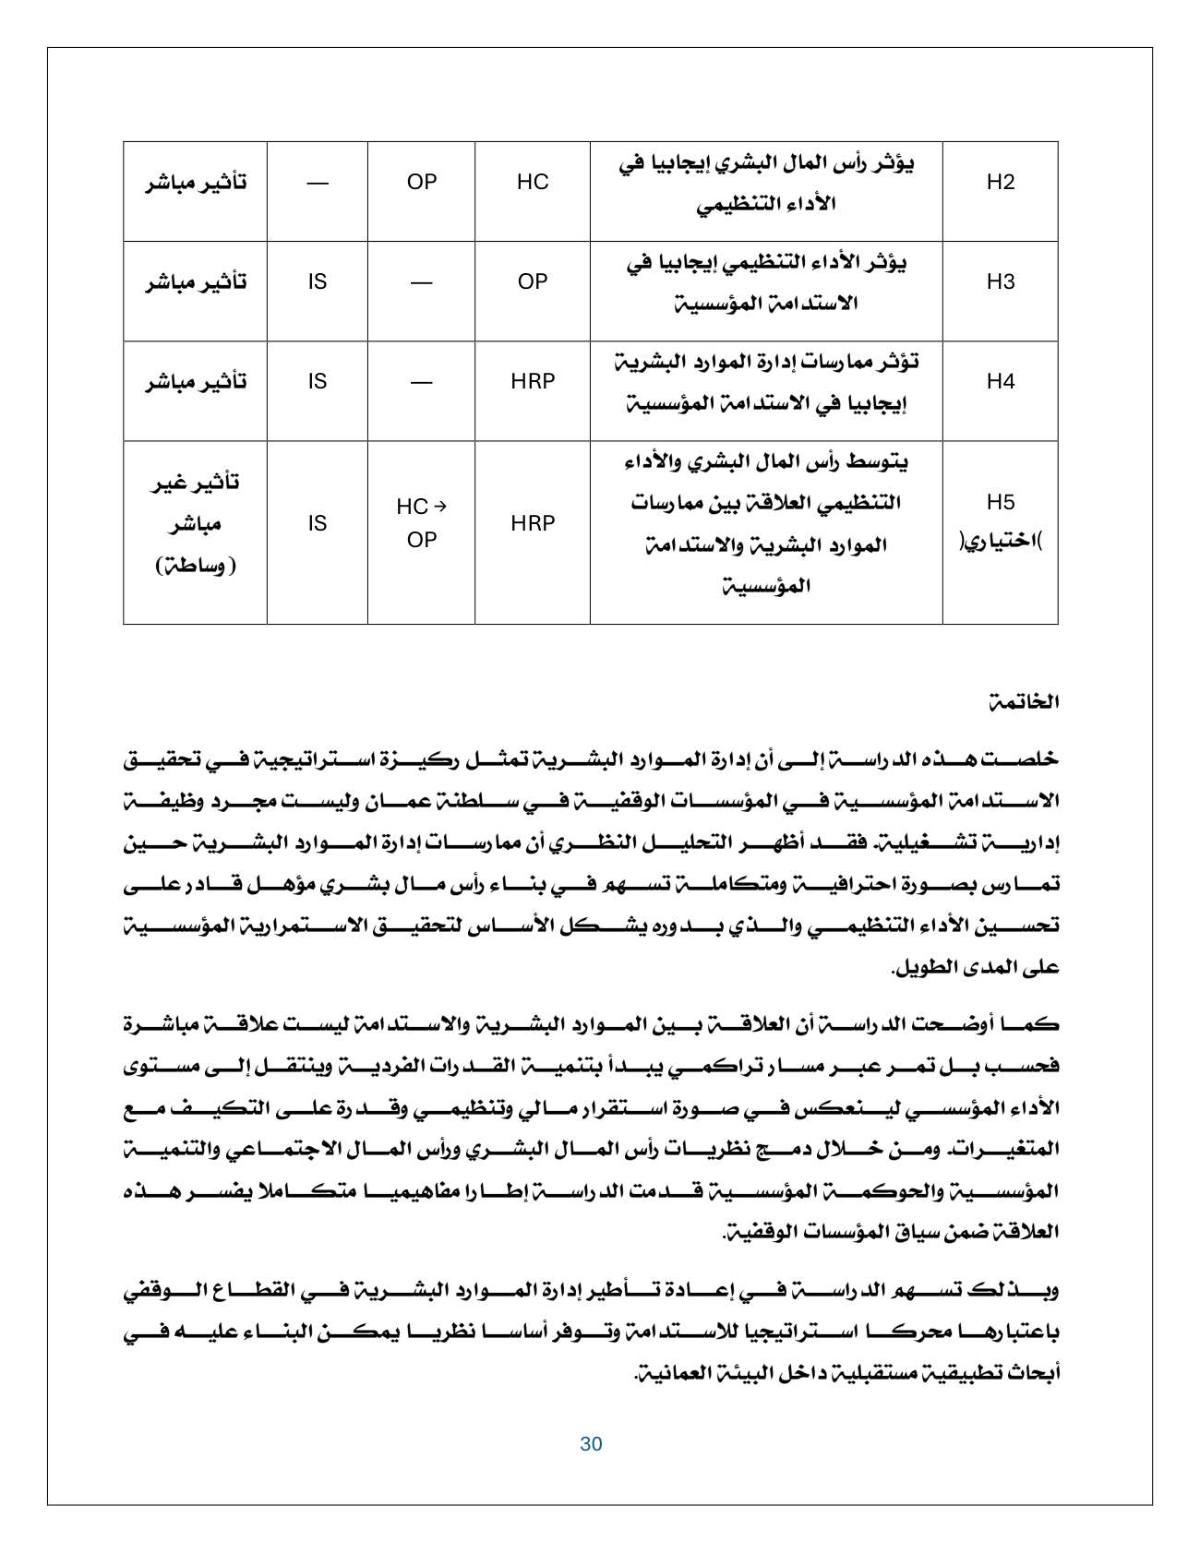 H2 يؤثر رأس المال البشري إيجابيا في HC OP — تأثير مباشر
الأداء التنظيمي
H3 يؤثر الأداء التنظيمي إيجابيا في OP — IS تأثير مباشر
الاستدامة المؤسسية
H4 تؤثر ممارسات إدارة الموارد البشرية HRP — IS تأثير مباشر
إيجابيا في الاستدامة المؤسسية
H5
)اختياري(
يتوسط رأس المال البشري والأداء
التنظيمي العلاقة بين ممارسات
الموارد البشرية والاستدامة
المؤسسية
HRP
HC →
OP
IS
تأثير غير
مباشر
(وساطة)
الخاتمة
خلصت هذه الدراسة إلى أن إدارة الموارد البشرية تمثل ركيزة استراتيجية في تحقيق
الاستدامة المؤسسية في المؤسسات الوقفية في سلطنة عمان وليست مجرد وظيفة
إدارية تشغيلية. فقد أظهر التحليل النظري أن ممارسات إدارة الموارد البشرية حين
تمارس بصورة احترافية ومتكاملة تسهم في بناء رأس مال بشري مؤهل قادر على
تحسين الأداء التنظيمي والذي بدوره يشكل الأساس لتحقيق الاستمرارية المؤسسية
على المدى الطويل.
كما أوضحت الدراسة أن العلاقة بين الموارد البشرية والاستدامة ليست علاقة مباشرة
فحسب بل تمر عبر مسار تراكمي يبدأ بتنمية القدرات الفردية وينتقل إلى مستوى
الأداء المؤسسي لينعكس في صورة استقرار مالي وتنظيمي وقدرة على التكيف مع
المتغيرات. ومن خلال دمج نظريات رأس المال البشري ورأس المال الاجتماعي والتنمية
المؤسسية والحوكمة المؤسسية قدمت الدراسة إطارا مفاهيميا متكاملا يفسر هذه
العلاقة ضمن سياق المؤسسات الوقفية.
وبذلك تسهم الدراسة في إعادة تأطير إدارة الموارد البشرية في القطاع الوقفي
باعتبارها محركا استراتيجيا للاستدامة وتوفر أساسا نظريا يمكن البناء عليه في
أبحاث تطبيقية مستقبلية داخل البيئة العمانية.
30